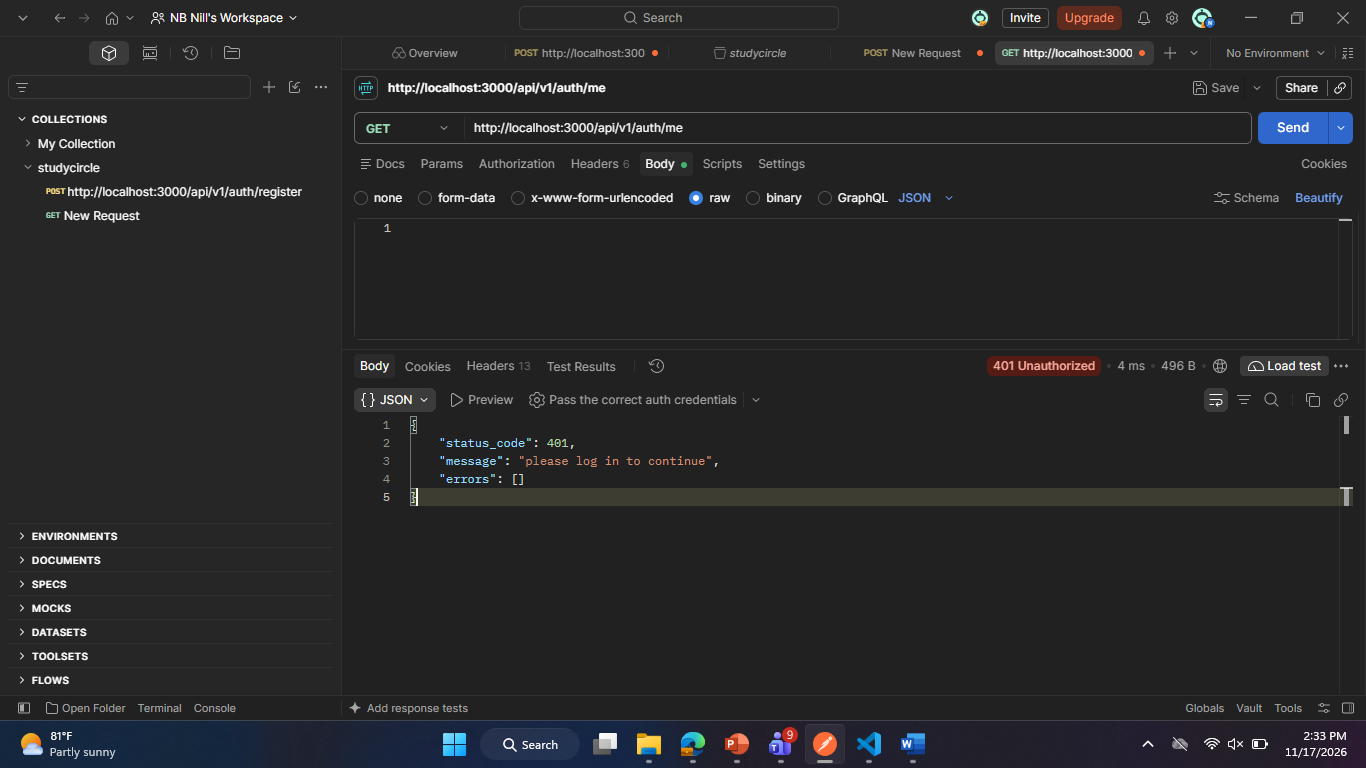 NB Nill's Workspace
Search
Invite
Upgrade
Overview
POST http://localhost:300
studycircle
POST New Request
GET http://localhost:3000,
No Environment
COLLECTIONS
My Collection
studycircle
POST http://localhost:3000/api/v1/auth/register
GET New Request
HTTP http://localhost:3000/api/v1/auth/me
Save
Share
GET http://localhost:3000/api/v1/auth/me
Send
Docs Params Authorization Headers 6 Body Scripts Settings Cookies
none form-data x-www-form-urlencoded raw binary GraphQL JSON Schema Beautify
1
Body Cookies Headers 13 Test Results 401 Unauthorized • 4 ms • 496 B Load test
{} JSON Preview Pass the correct auth credentials
1 {
2 "status_code": 401,
3 "message": "please log in to continue",
4 "errors": []
5 }
ENVIRONMENTS
DOCUMENTS
SPECS
MOCKS
DATASETS
TOOLSETS
FLOWS
Open Folder Terminal Console Add response tests Globals Vault Tools
81°F
Partly sunny
Search
9
2:33 PM
11/17/2026